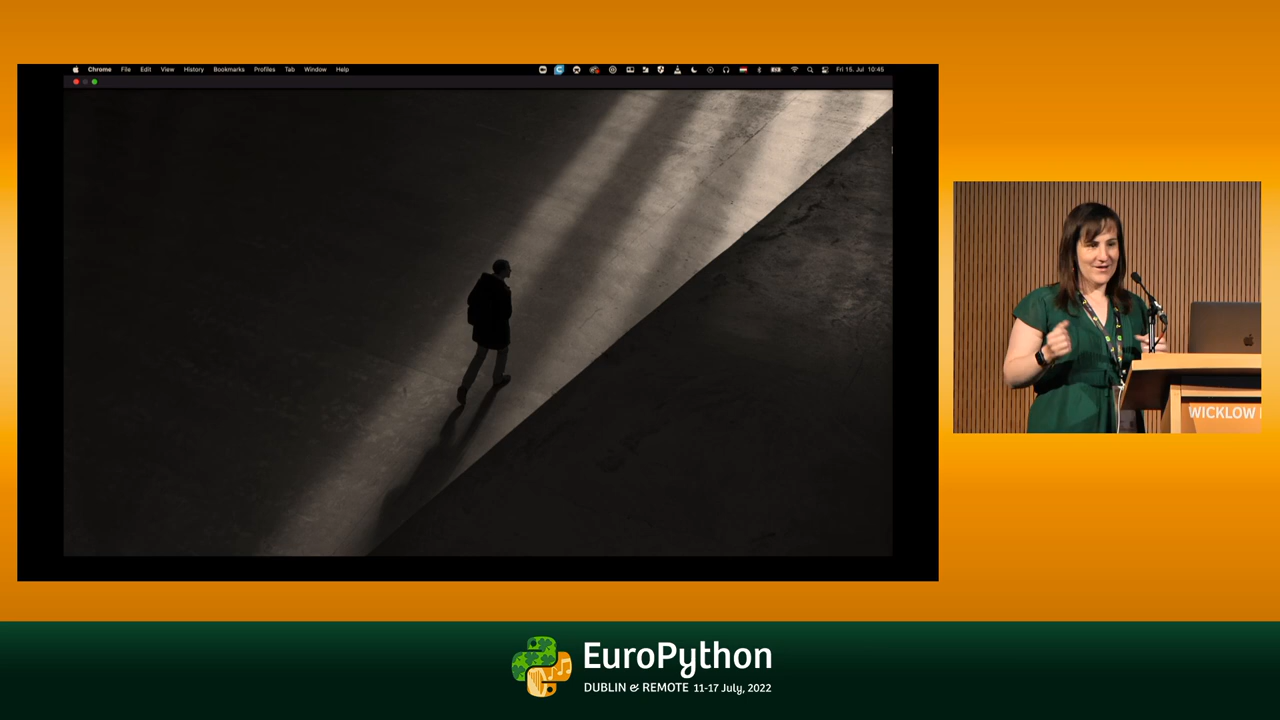 Chrome File Edit View History Bookmarks Profiles Tab Window Help Fri 15. Jul 10:45
WICKLOW
EuroPython
DUBLIN & REMOTE 11-17 July, 2022